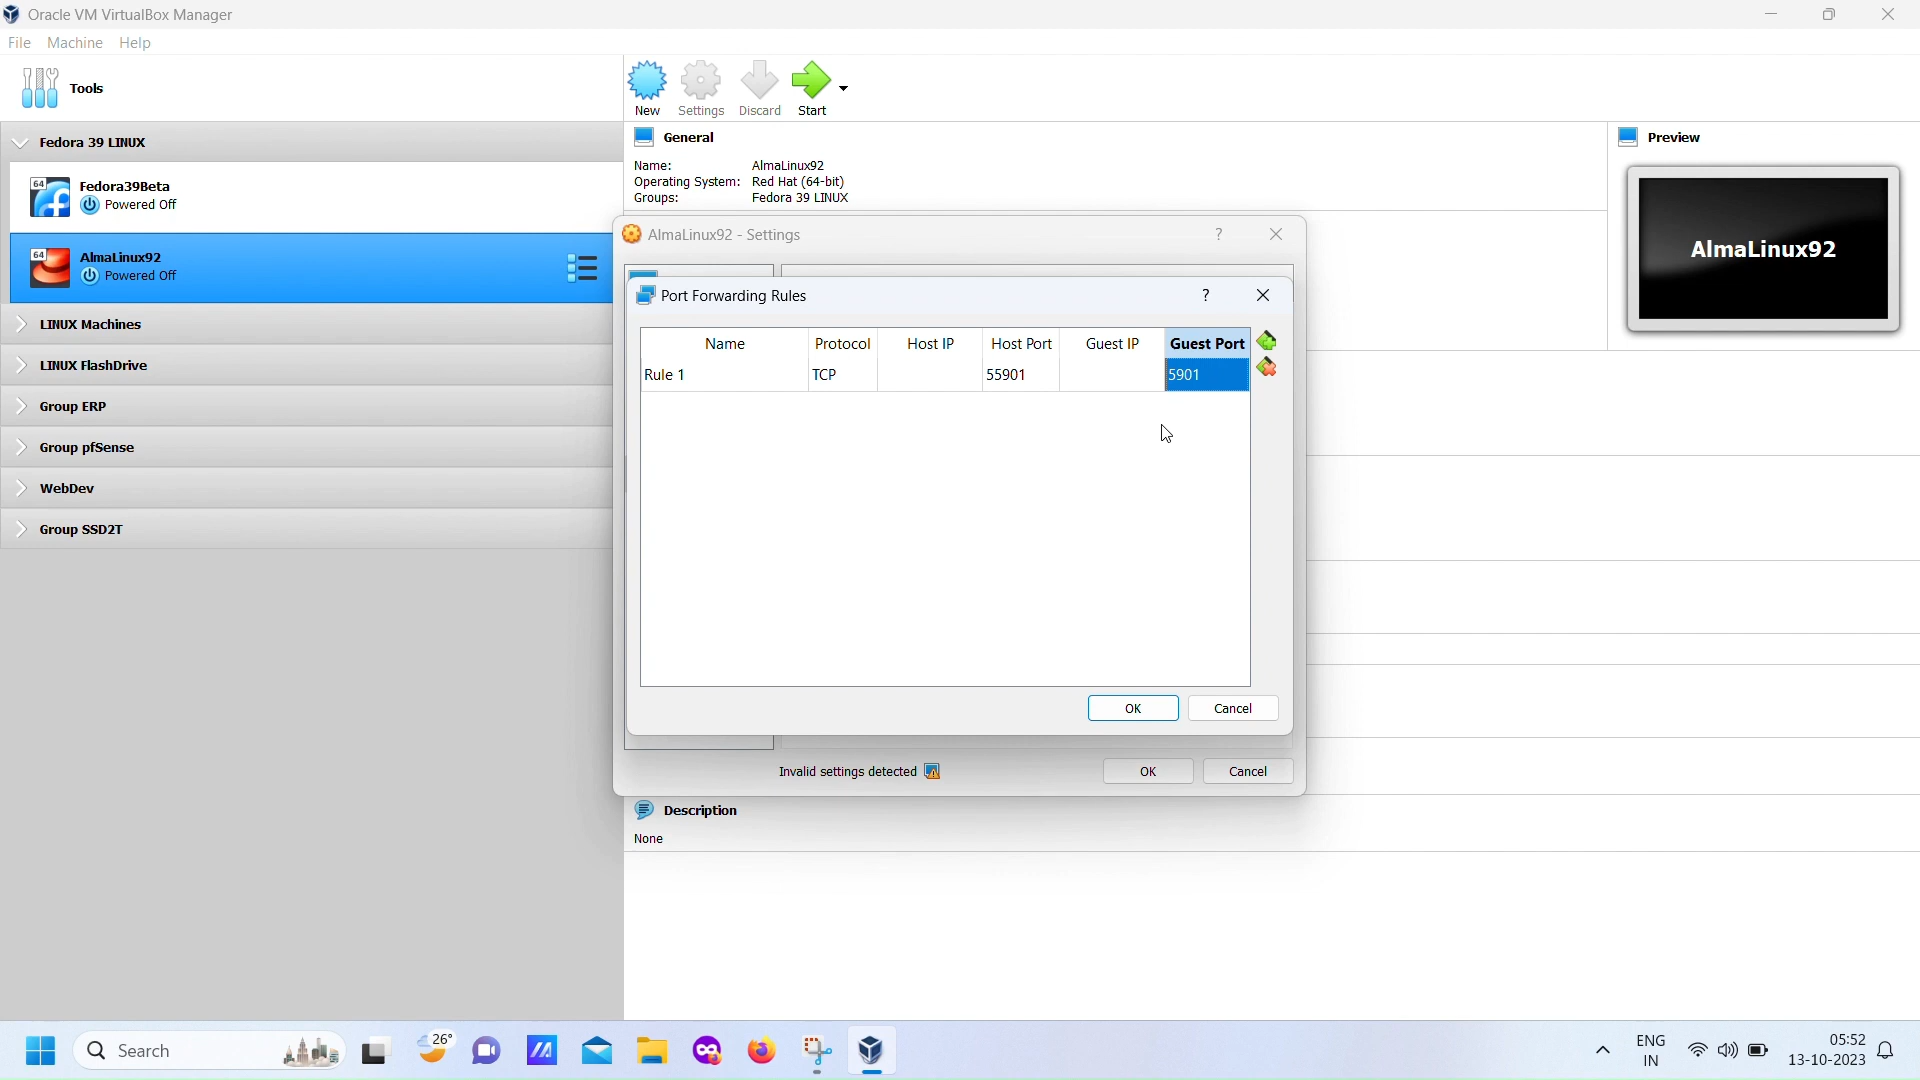 Oracle VM VirtualBox Manager
File Machine Help
Tools
New Settings Discard Start
Fedora 39 LINUX
64 Fedora39Beta
Powered Off
64 AlmaLinux92
Powered Off
LINUX Machines
LINUX FlashDrive
Group ERP
Group pfSense
WebDev
Group SSD2T
General
Name: AlmaLinux92
Operating System: Red Hat (64-bit)
Groups: Fedora 39 LINUX
Preview
AlmaLinux92
AlmaLinux92 - Settings
Port Forwarding Rules
Name Protocol Host IP Host Port Guest IP Guest Port
Rule 1 TCP 55901 5901
OK Cancel
Invalid settings detected
OK Cancel
Description
None
Search
26°
ENG
IN
05:52
13-10-2023